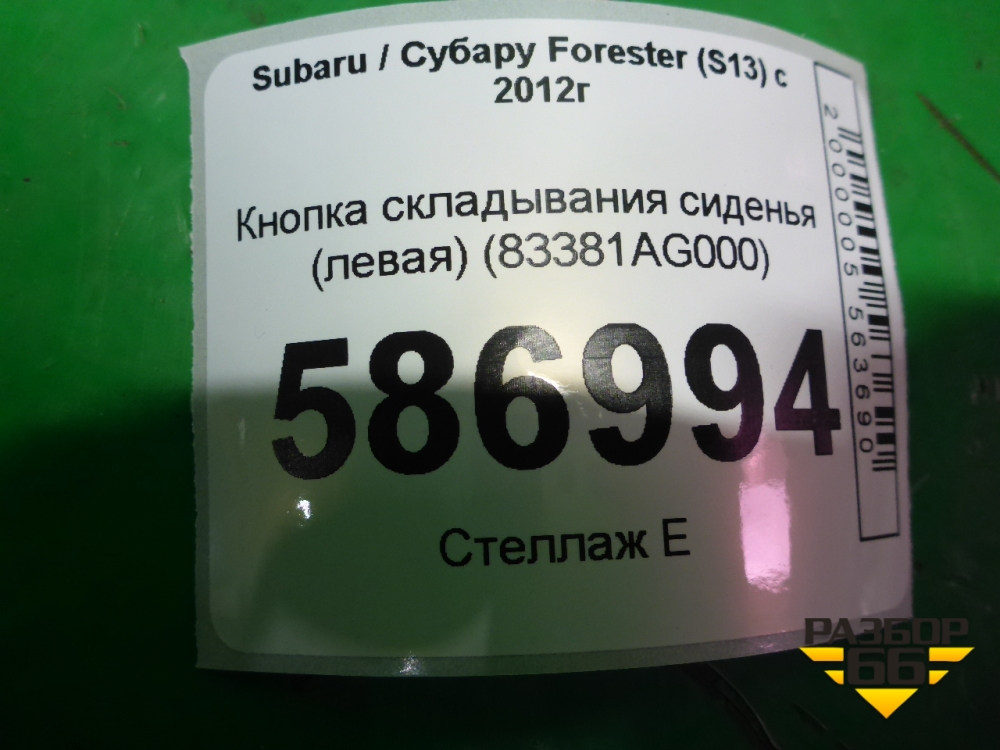 Subaru / Субару Forester (S13) с
2012г
Кнопка складывания сиденья
(левая) (83381AG000)
586994
Стеллаж Е
2000005563690
РАЗБОР
66